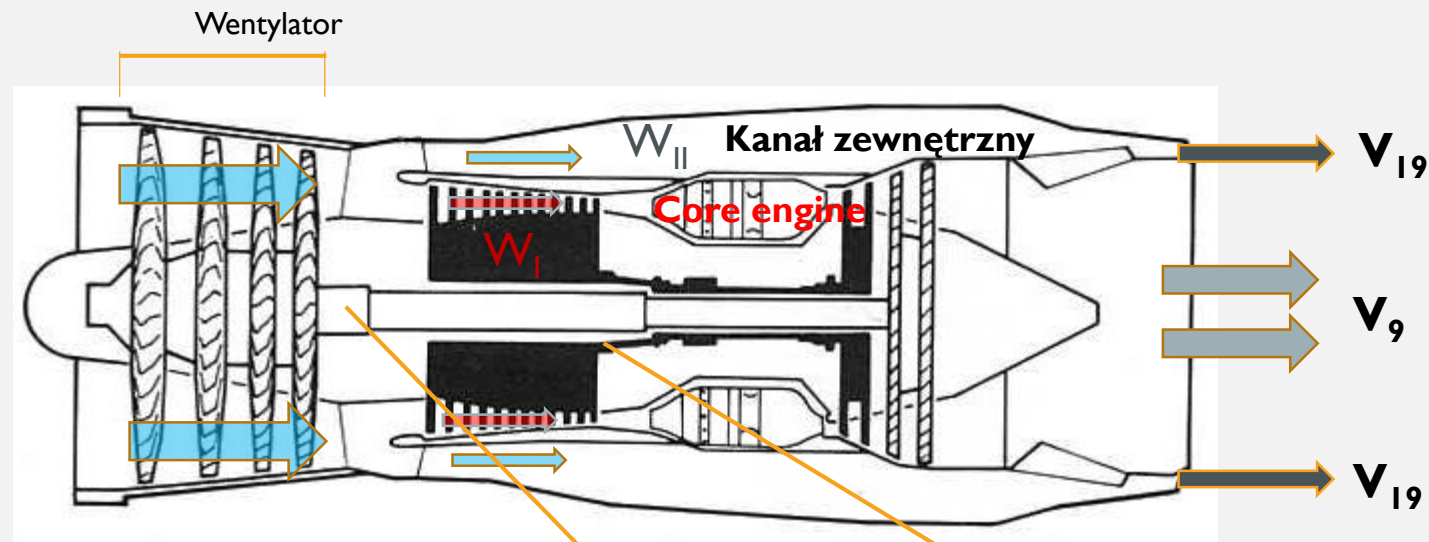 Wentylator
W_II Kanał zewnętrzny
V_19
Core engine
W_I
V_9
V_19